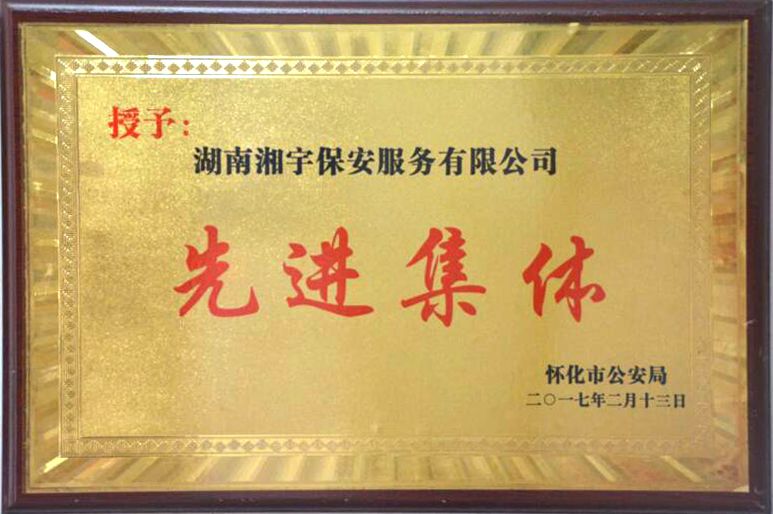 授予：
湖南湘宇保安服务有限公司
先进集体
怀化市公安局
二〇一七年二月十三日